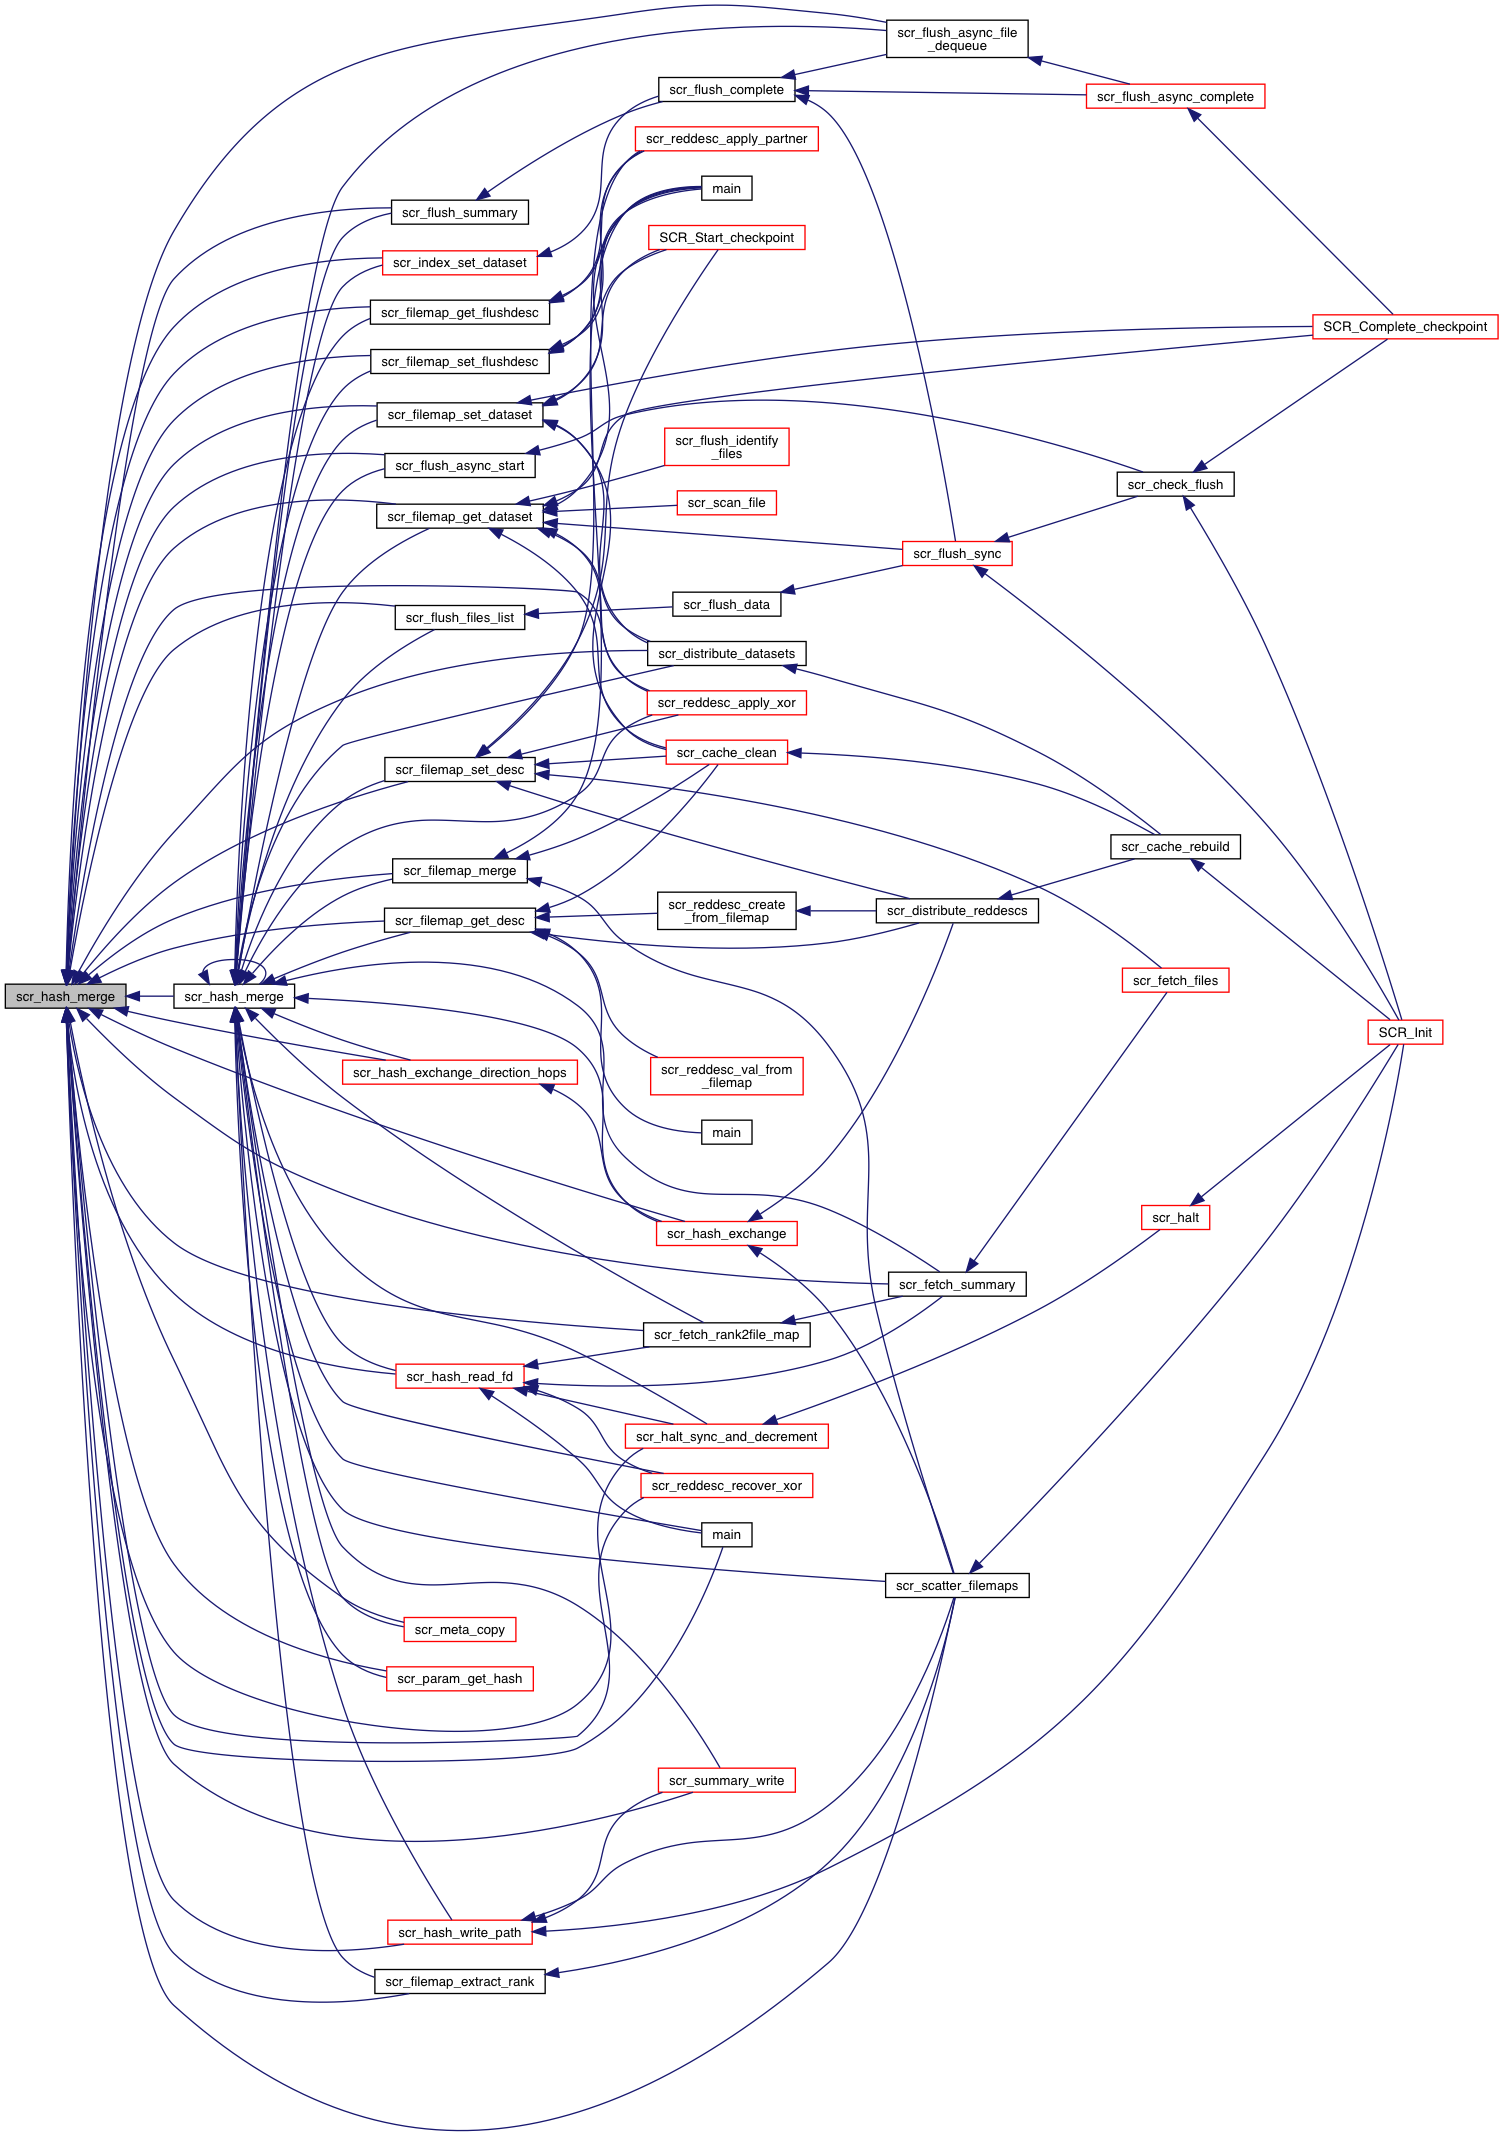 scr_flush_async_file
_dequeue
scr_flush_complete
scr_flush_async_complete
scr_reddesc_apply_partner
main
scr_flush_summary
SCR_Start_checkpoint
scr_index_set_dataset
scr_filemap_get_flushdesc
SCR_Complete_checkpoint
scr_filemap_set_flushdesc
scr_filemap_set_dataset
scr_flush_identify
_files
scr_flush_async_start
scr_check_flush
scr_scan_file
scr_filemap_get_dataset
scr_flush_sync
scr_flush_data
scr_flush_files_list
scr_distribute_datasets
scr_reddesc_apply_xor
scr_cache_clean
scr_filemap_set_desc
scr_cache_rebuild
scr_filemap_merge
scr_reddesc_create
_from_filemap
scr_distribute_reddescs
scr_filemap_get_desc
scr_fetch_files
scr_hash_merge
scr_hash_merge
SCR_Init
scr_hash_exchange_direction_hops
scr_reddesc_val_from
_filemap
main
scr_halt
scr_hash_exchange
scr_fetch_summary
scr_fetch_rank2file_map
scr_hash_read_fd
scr_halt_sync_and_decrement
scr_reddesc_recover_xor
main
scr_scatter_filemaps
scr_meta_copy
scr_param_get_hash
scr_summary_write
scr_hash_write_path
scr_filemap_extract_rank